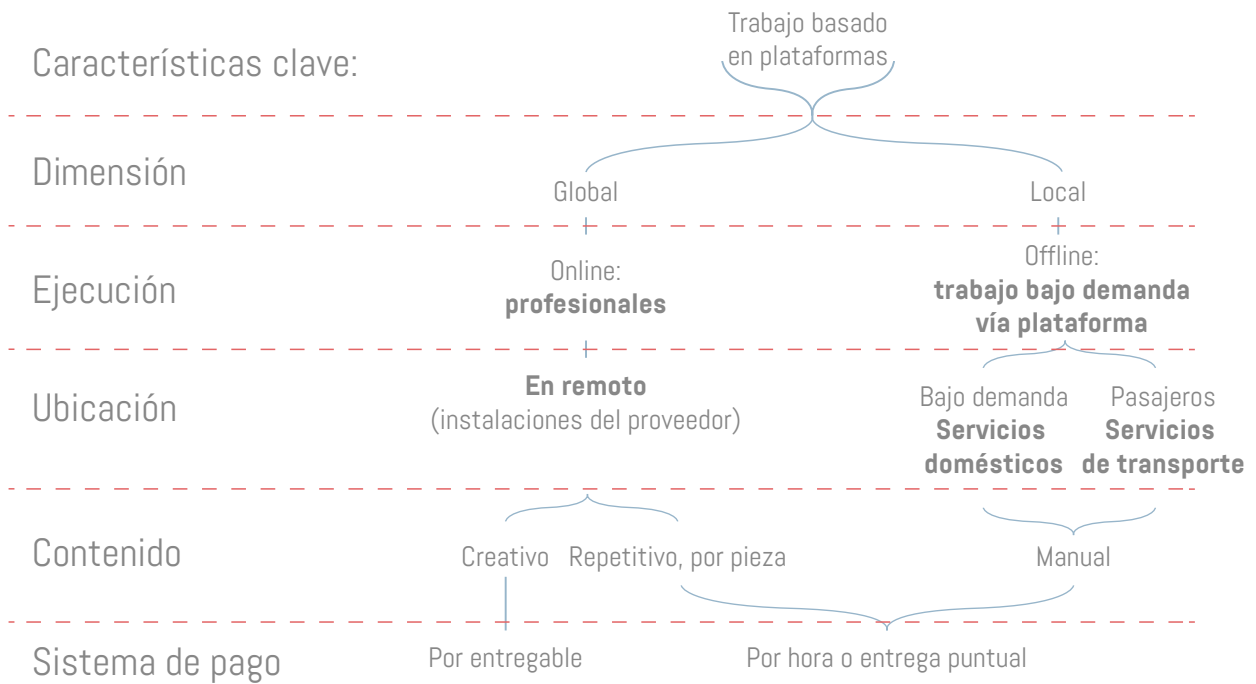 Trabajo basado
en plataformas
Características clave:
Dimensión
Global
Local
Ejecución
Online:
profesionales
Offline:
trabajo bajo demanda
vía plataforma
Ubicación
En remoto
(instalaciones del proveedor)
Bajo demanda
Servicios
domésticos
Pasajeros
Servicios
de transporte
Contenido
Creativo
Repetitivo, por pieza
Manual
Sistema de pago
Por entregable
Por hora o entrega puntual